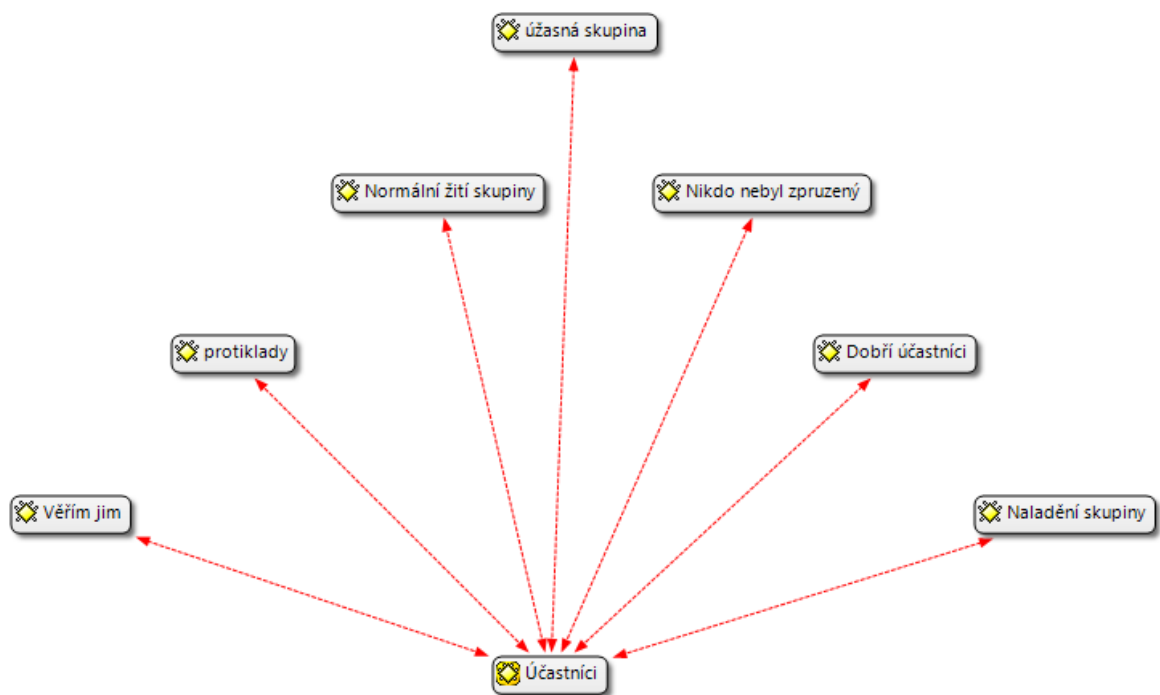 úžasná skupina
Normální žití skupiny
Nikdo nebyl zpruzený
protiklady
Dobří účastníci
Věřím jim
Naladění skupiny
Účastníci